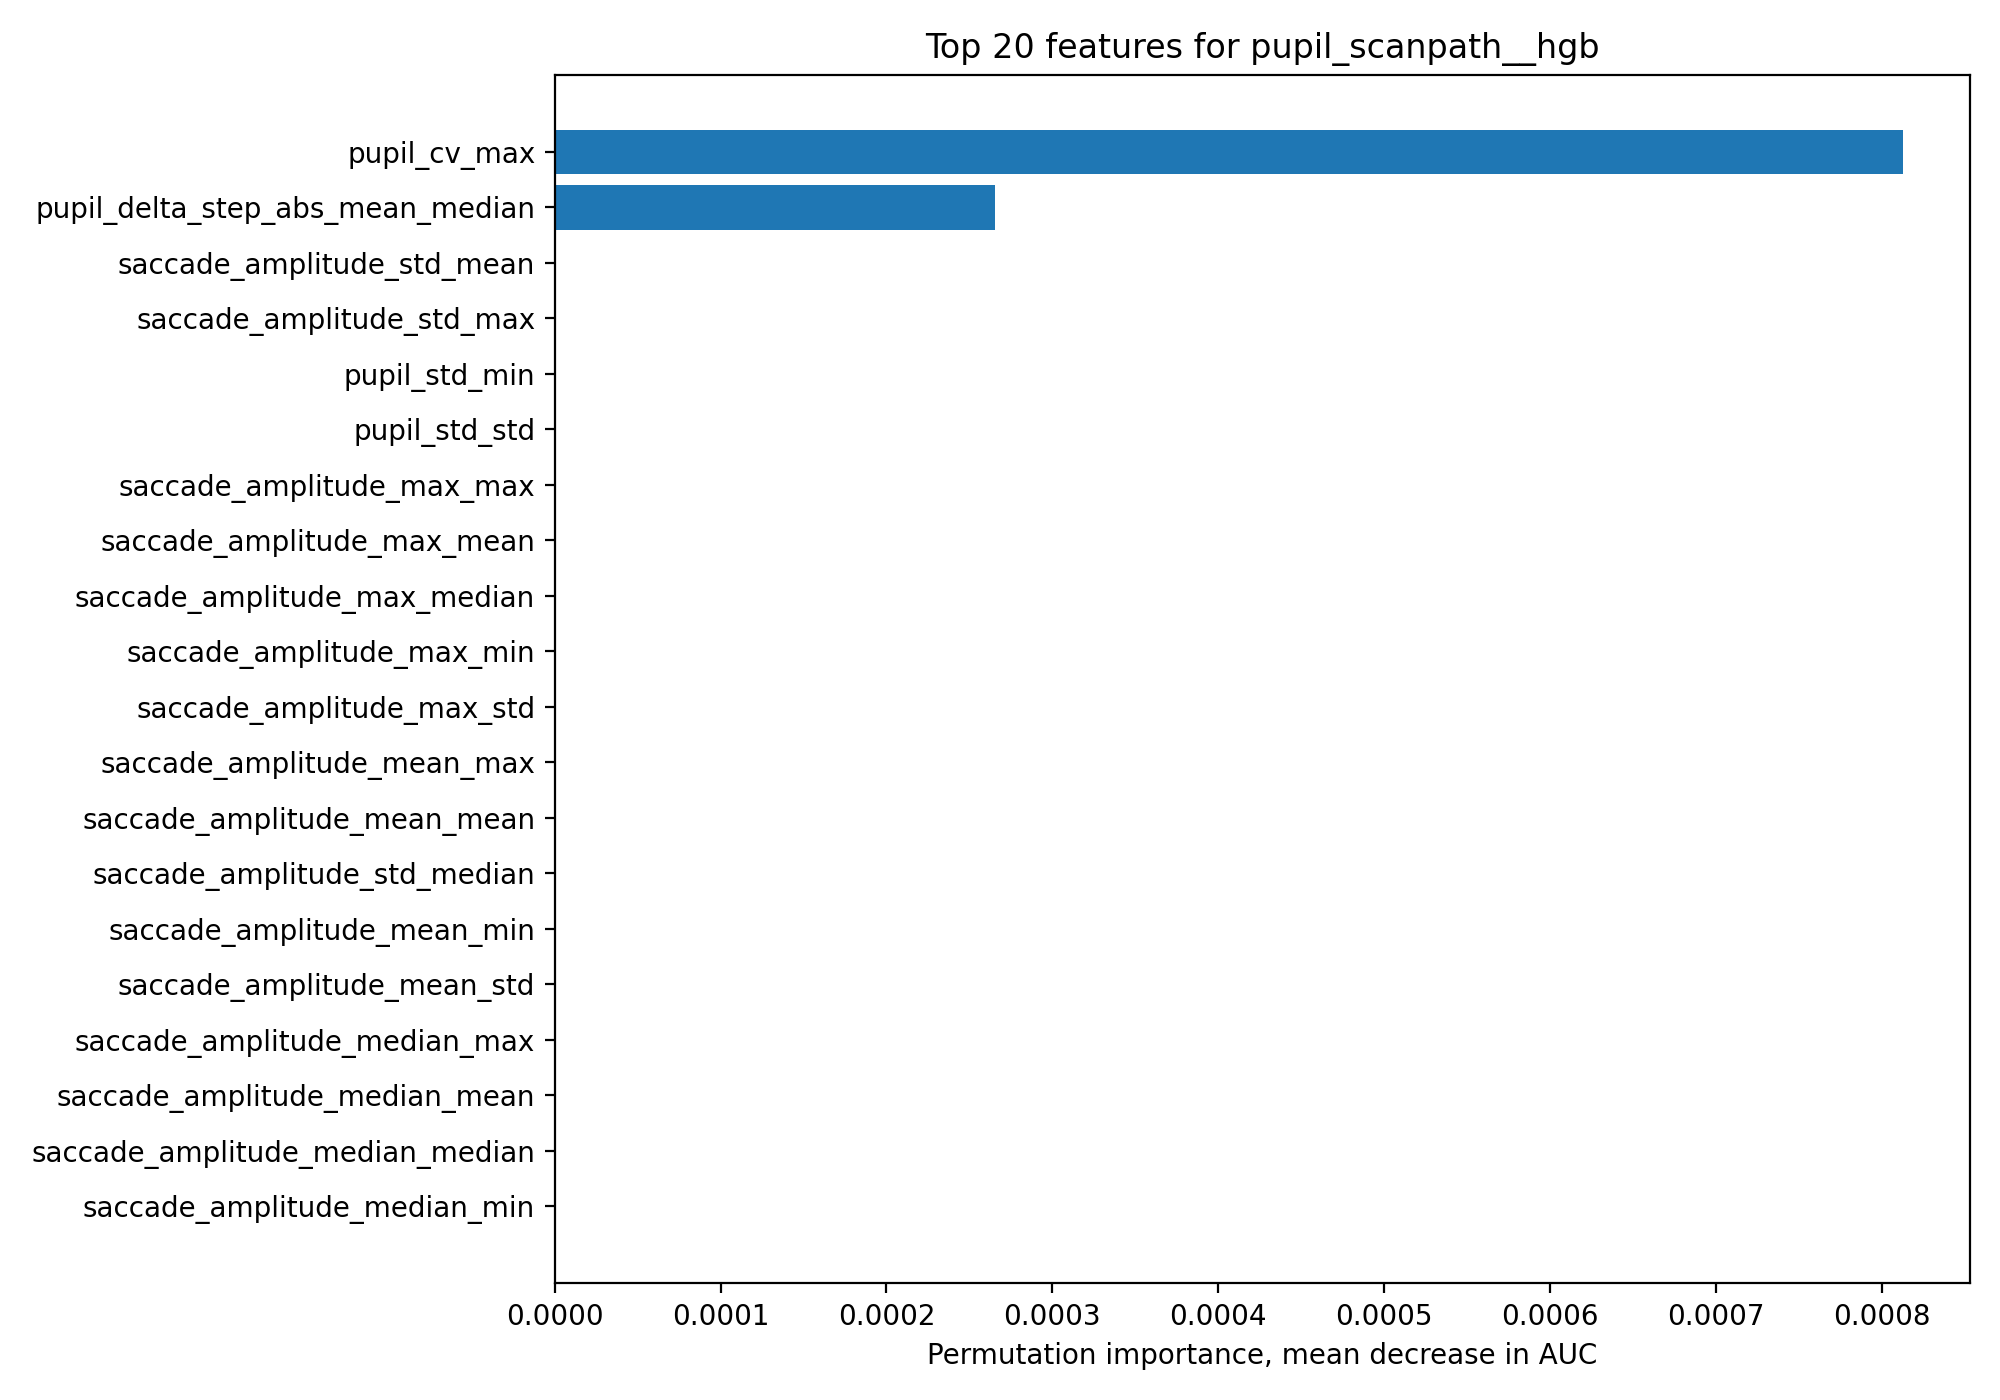 Top 20 features for pupil_scanpath__hgb
pupil_cv_max
pupil_delta_step_abs_mean_median
saccade_amplitude_std_mean
saccade_amplitude_std_max
pupil_std_min
pupil_std_std
saccade_amplitude_max_max
saccade_amplitude_max_mean
saccade_amplitude_max_median
saccade_amplitude_max_min
saccade_amplitude_max_std
saccade_amplitude_mean_max
saccade_amplitude_mean_mean
saccade_amplitude_std_median
saccade_amplitude_mean_min
saccade_amplitude_mean_std
saccade_amplitude_median_max
saccade_amplitude_median_mean
saccade_amplitude_median_median
saccade_amplitude_median_min
0.0000 0.0001 0.0002 0.0003 0.0004 0.0005 0.0006 0.0007 0.0008
Permutation importance, mean decrease in AUC